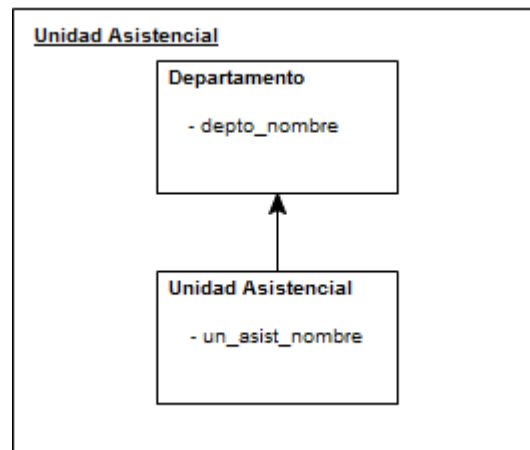 Unidad Asistencial
Departamento
- depto_nombre
Unidad Asistencial
- un_asist_nombre